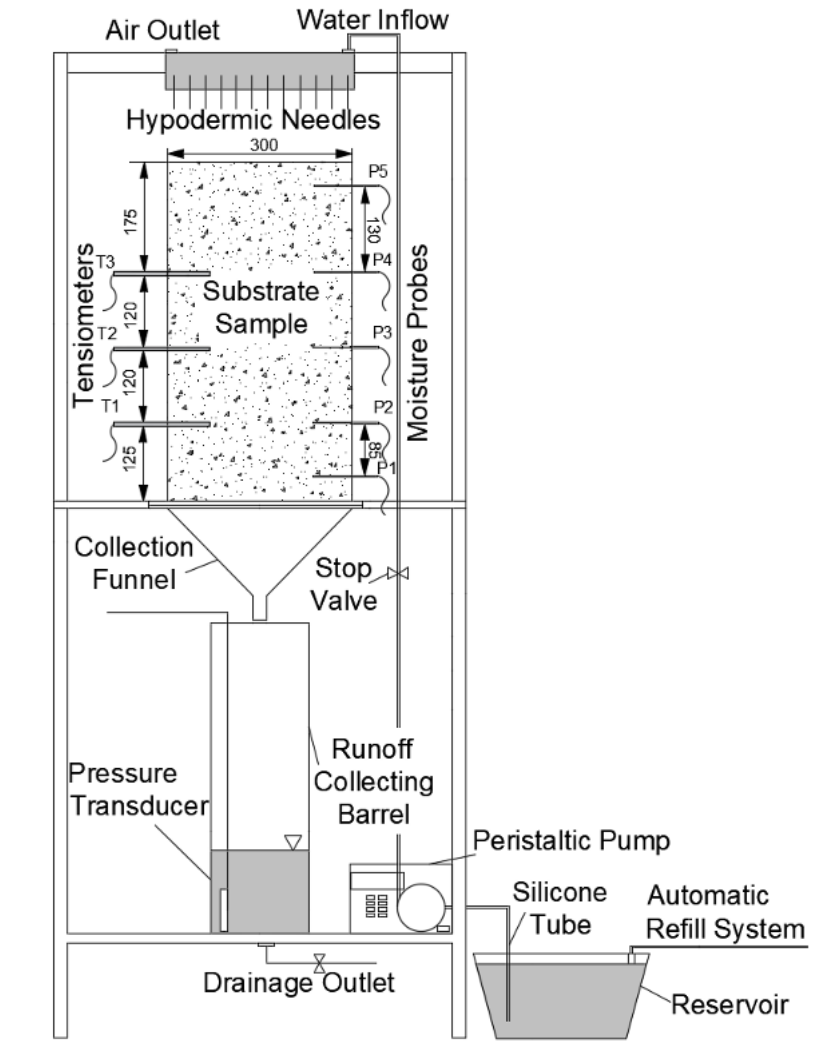 Water Inflow
Air Outlet
Hypodermic Needles
300
P5
175
130
T3
P4
Tensiometers
Substrate
Sample
Moisture Probes
120
T2
P3
120
T1
P2
85
P1
125
Collection
Funnel
Stop
Valve
Runoff
Collecting
Barrel
Pressure
Transducer
Peristaltic Pump
Silicone
Tube
Automatic
Refill System
Drainage Outlet
Reservoir